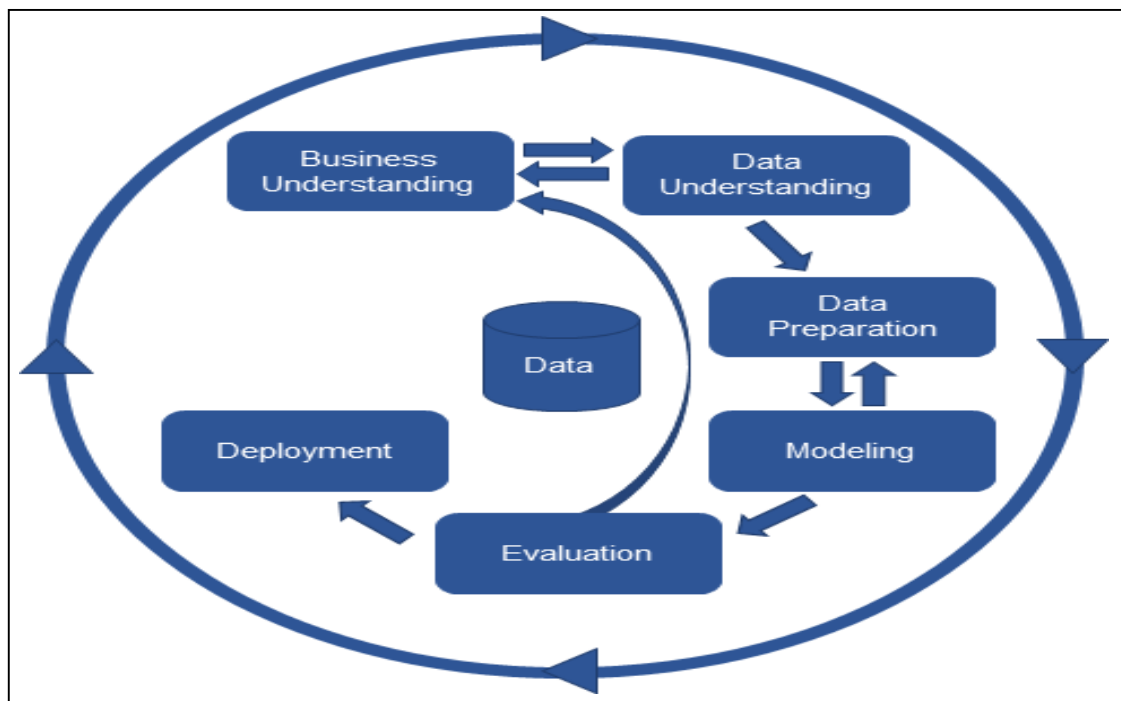 Business
Understanding
Data
Understanding
Data
Preparation
Data
Modeling
Deployment
Evaluation